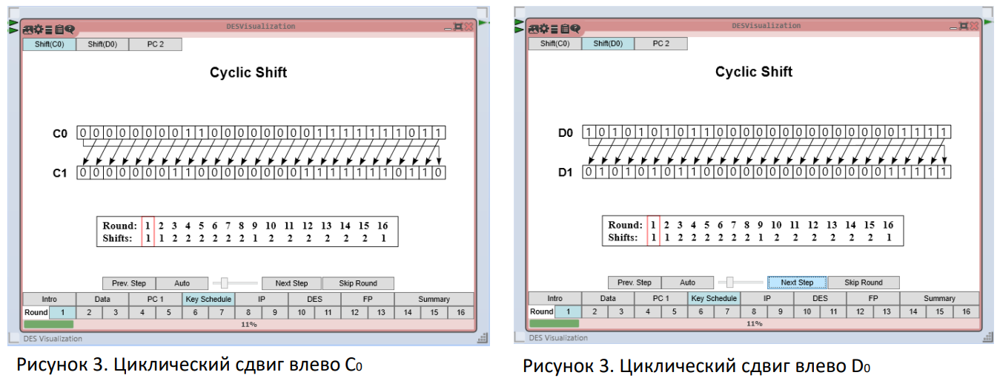 DESVisualization
Shift(C0) Shift(D0) PC 2
Cyclic Shift
C0 0 0 0 0 0 0 0 0 1 1 0 0 0 0 0 0 0 0 1 1 1 1 1 1 1 0 1 1
C1 0 0 0 0 0 0 0 1 1 0 0 0 0 0 0 0 0 1 1 1 1 1 1 1 0 1 1 0
Round: 1 2 3 4 5 6 7 8 9 10 11 12 13 14 15 16
Shifts: 1 1 2 2 2 2 2 2 1 2 2 2 2 2 2 1
Prev. Step Auto Next Step Skip Round
Intro Data PC 1 Key Schedule IP DES FP Summary
Round 1 2 3 4 5 6 7 8 9 10 11 12 13 14 15 16
11%
DES Visualization
Рисунок 3. Циклический сдвиг влево C0
DESVisualization
Shift(C0) Shift(D0) PC 2
Cyclic Shift
D0 1 0 1 0 1 0 1 0 1 1 0 0 0 0 0 0 0 0 0 0 0 0 0 0 1 1 1 1
D1 0 1 0 1 0 1 0 1 1 0 0 0 0 0 0 0 0 0 0 0 0 0 0 1 1 1 1 1
Round: 1 2 3 4 5 6 7 8 9 10 11 12 13 14 15 16
Shifts: 1 1 2 2 2 2 2 2 1 2 2 2 2 2 2 1
Prev. Step Auto Next Step Skip Round
Intro Data PC 1 Key Schedule IP DES FP Summary
Round 1 2 3 4 5 6 7 8 9 10 11 12 13 14 15 16
11%
DES Visualization
Рисунок 3. Циклический сдвиг влево D0